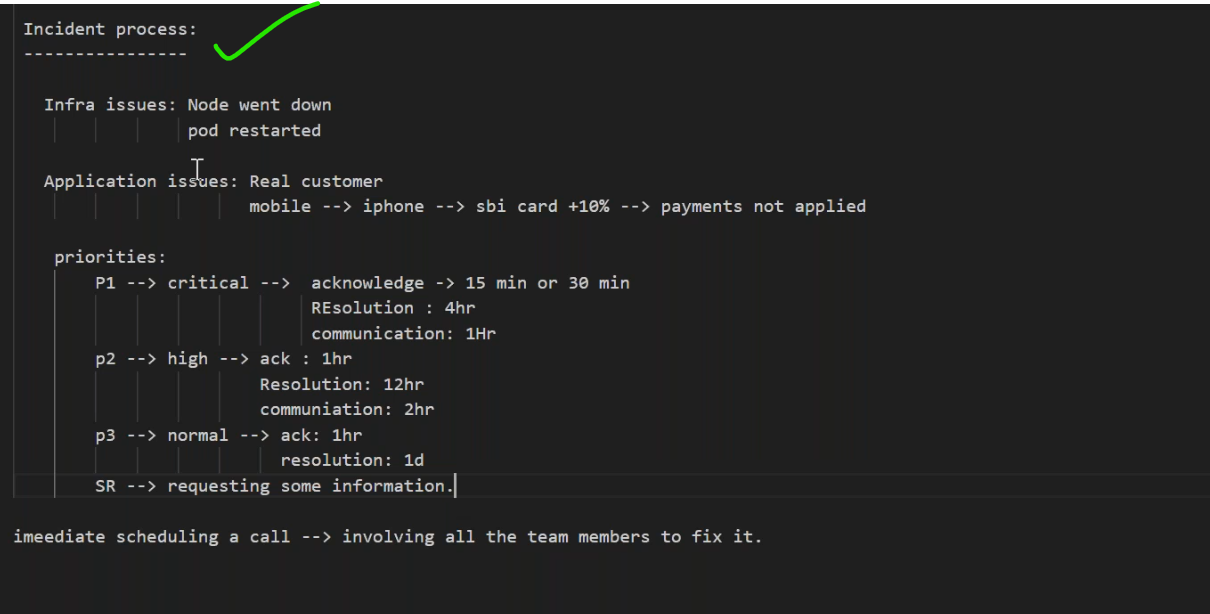 Incident process:
----------------
Infra issues: Node went down
pod restarted
Application issues: Real customer
mobile --> iphone --> sbi card +10% --> payments not applied
priorities:
P1 --> critical --> acknowledge -> 15 min or 30 min
REsolution : 4hr
communication: 1Hr
p2 --> high --> ack : 1hr
Resolution: 12hr
communiation: 2hr
p3 --> normal --> ack: 1hr
resolution: 1d
SR --> requesting some information.
imeediate scheduling a call --> involving all the team members to fix it.